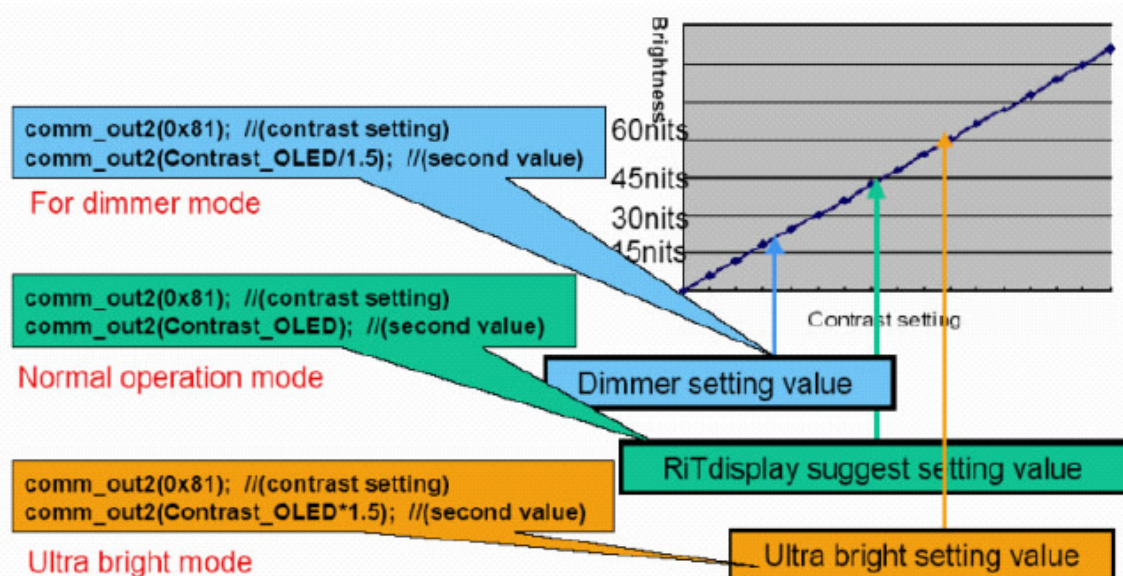 Brightness
60nits
45nits
30nits
15nits
Contrast setting
comm_out2(0x81); //(contrast setting)
comm_out2(Contrast_OLED/1.5); //(second value)
For dimmer mode
comm_out2(0x81); //(contrast setting)
comm_out2(Contrast_OLED); //(second value)
Normal operation mode
Dimmer setting value
RiTdisplay suggest setting value
comm_out2(0x81); //(contrast setting)
comm_out2(Contrast_OLED*1.5); //(second value)
Ultra bright mode
Ultra bright setting value